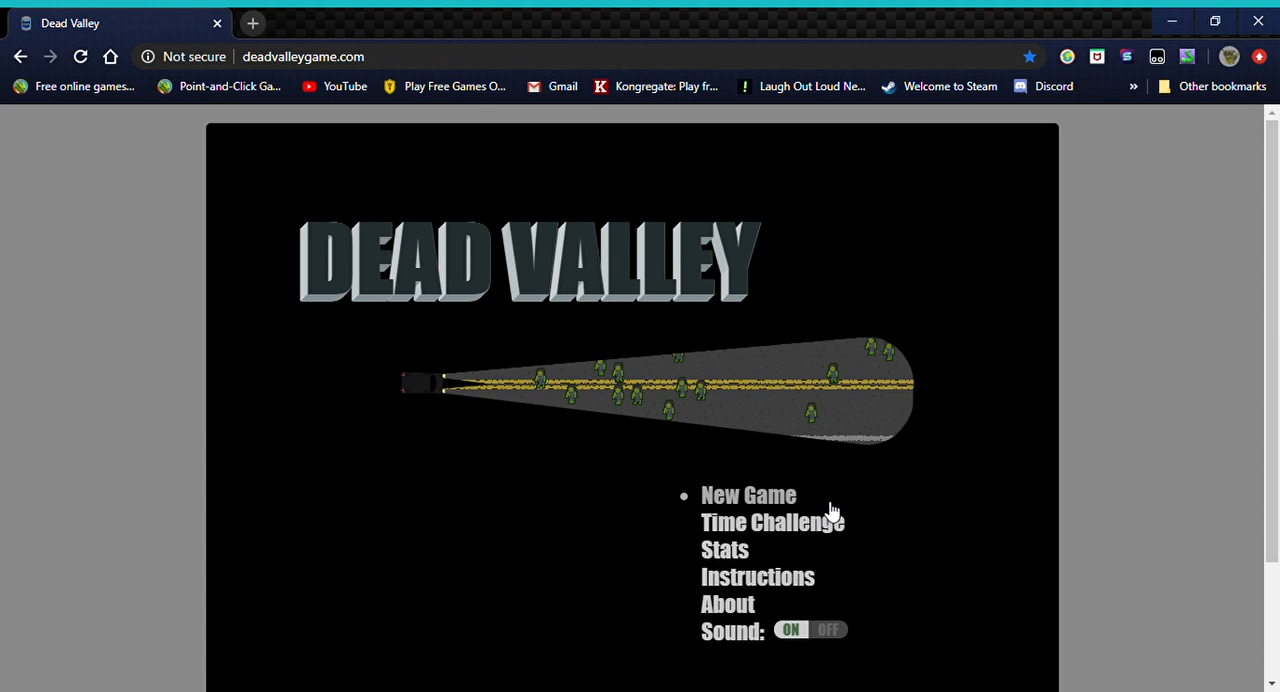 Dead Valley
Not secure
deadvalleygame.com
Free online games...
Point-and-Click Ga...
YouTube
Play Free Games O...
Gmail
Kongregate: Play fr...
Laugh Out Loud Ne...
Welcome to Steam
Discord
»
Other bookmarks
DEAD VALLEY
New Game
Time Challenge
Stats
Instructions
About
Sound: ON OFF